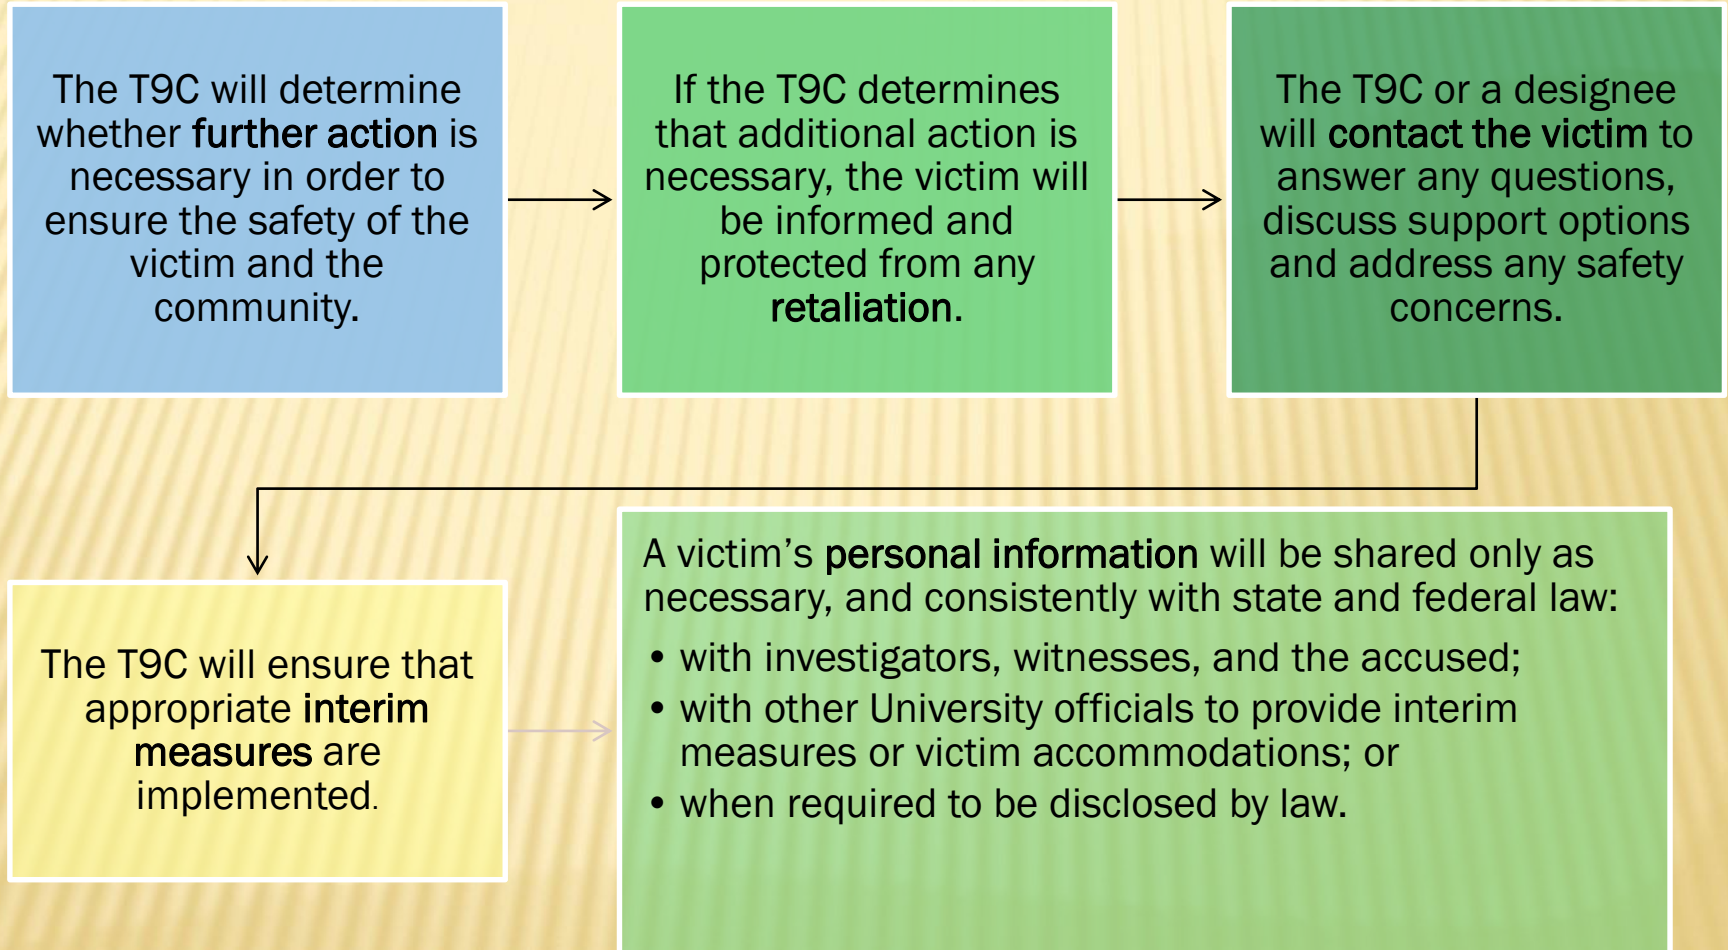 The T9C will determine
whether further action is
necessary in order to
ensure the safety of the
victim and the
community.
If the T9C determines
that additional action is
necessary, the victim will
be informed and
protected from any
retaliation.
The T9C or a designee
will contact the victim to
answer any questions,
discuss support options
and address any safety
concerns.
The T9C will ensure that
appropriate interim
measures are
implemented.
A victim’s personal information will be shared only as
necessary, and consistently with state and federal law:
• with investigators, witnesses, and the accused;
• with other University officials to provide interim
measures or victim accommodations; or
• when required to be disclosed by law.